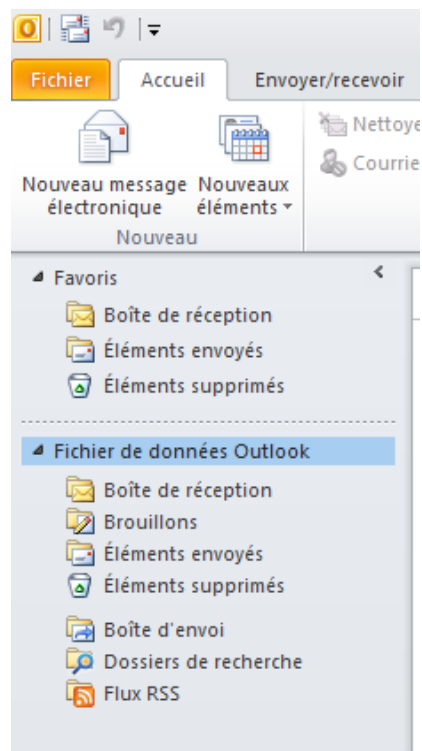 Fichier Accueil Envoyer/recevoir
Nouveau message
électronique
Nouveaux
éléments
Nouveau
Favoris
Boîte de réception
Éléments envoyés
Éléments supprimés
Fichier de données Outlook
Boîte de réception
Brouillons
Éléments envoyés
Éléments supprimés
Boîte d'envoi
Dossiers de recherche
Flux RSS